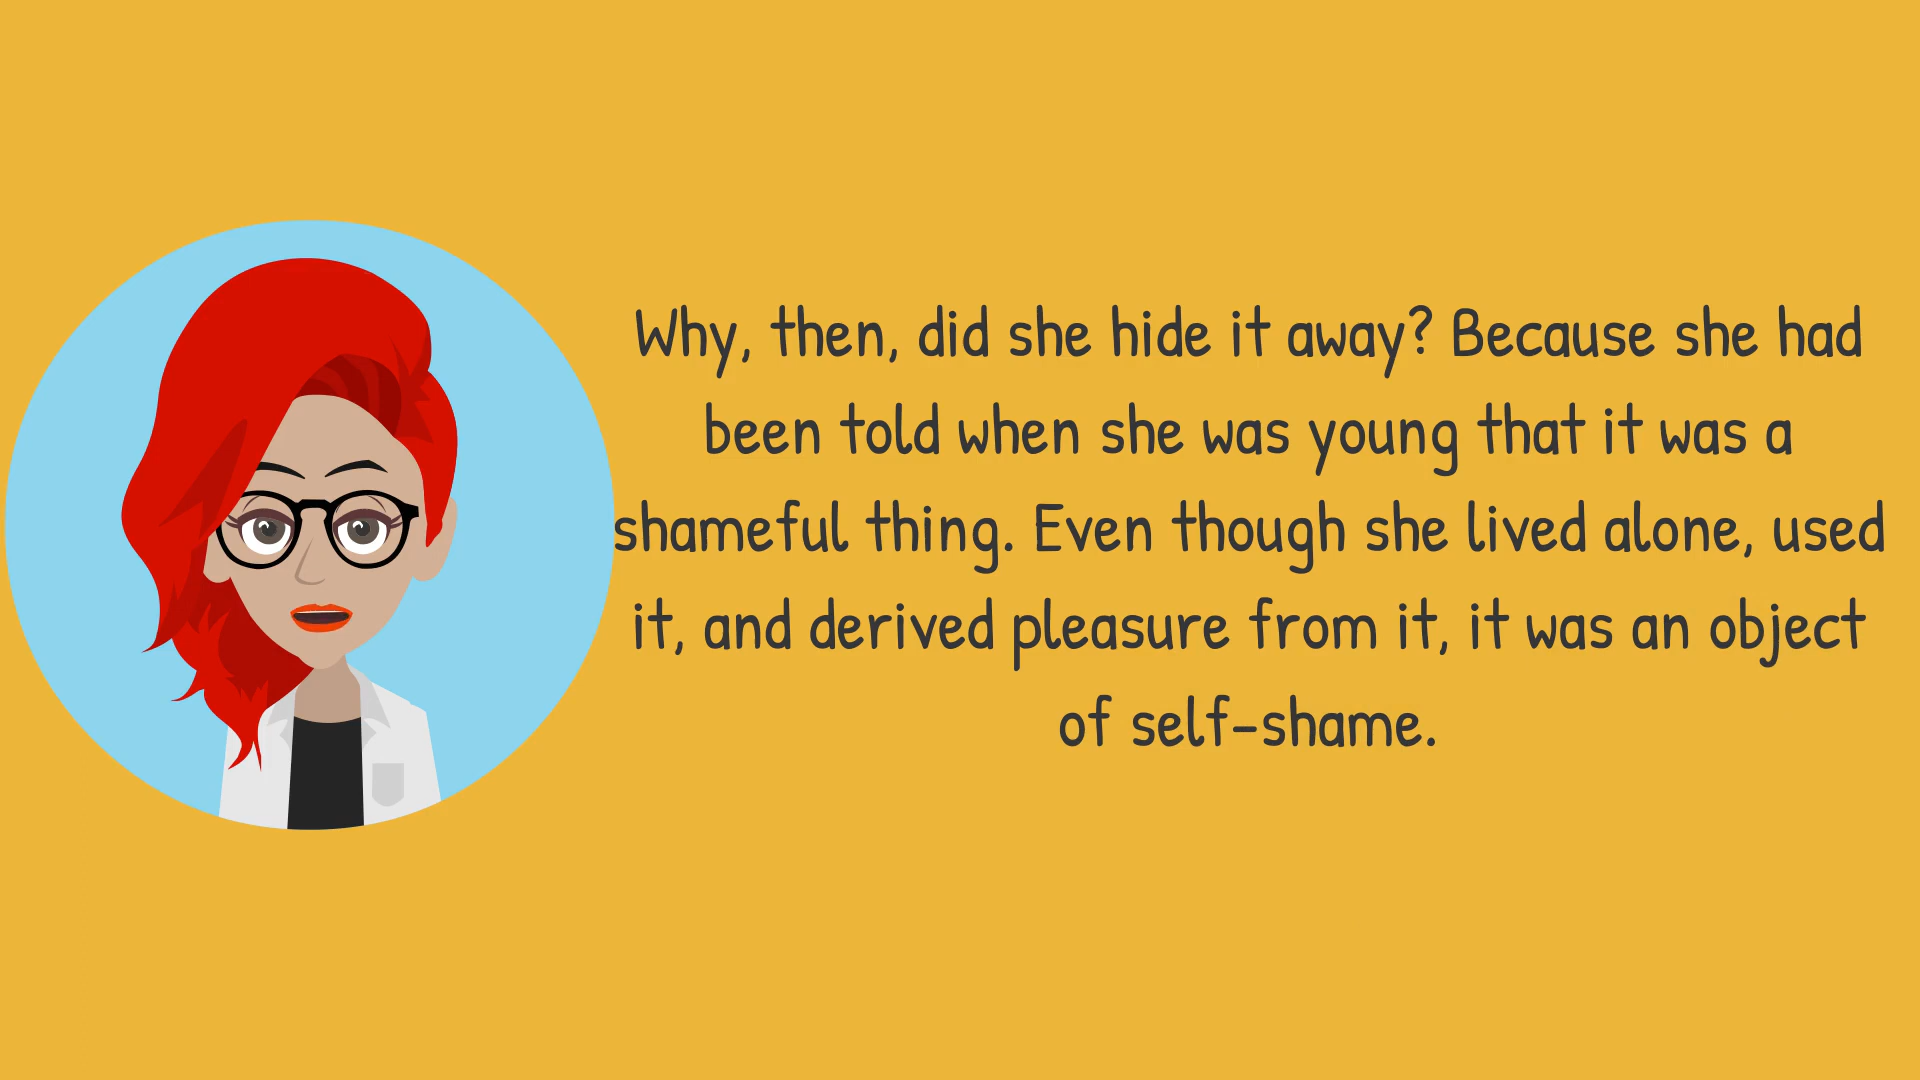 Why, then, did she hide it away? Because she had
been told when she was young that it was a
shameful thing. Even though she lived alone, used
it, and derived pleasure from it, it was an object
of self-shame.